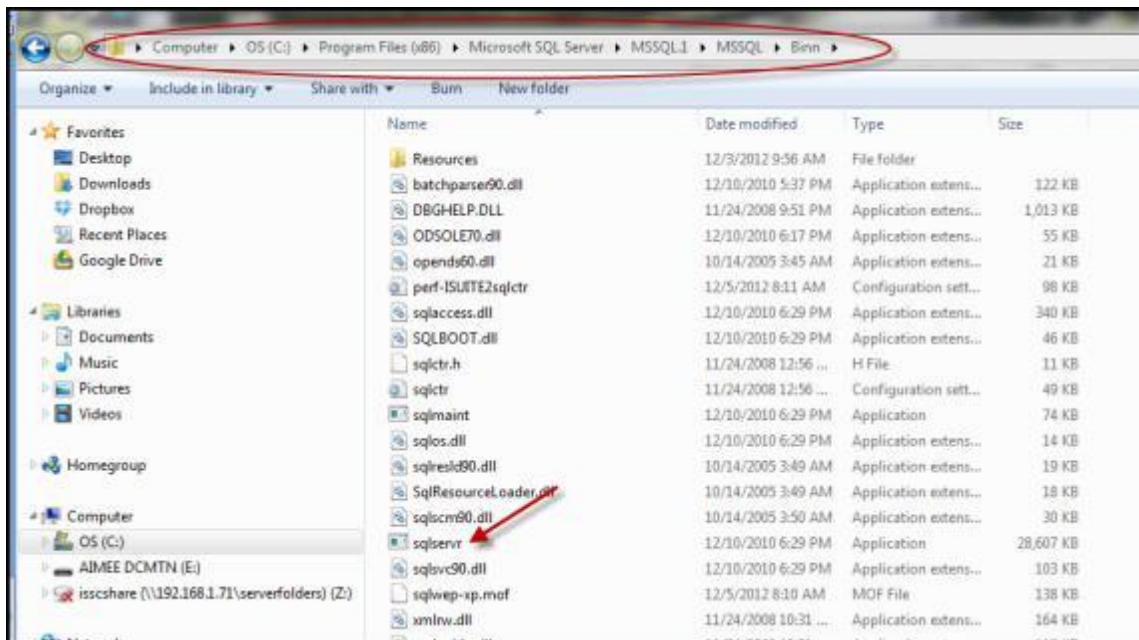 Computer ▸ OS (C:) ▸ Program Files (x86) ▸ Microsoft SQL Server ▸ MSSQL.1 ▸ MSSQL ▸ Binn ▸
Organize Include in library Share with Burn New folder
Favorites
Desktop
Downloads
Dropbox
Recent Places
Google Drive
Libraries
Documents
Music
Pictures
Videos
Homegroup
Computer
OS (C:)
AIMEE DCMTN (E:)
isscshare (\\192.168.1.71\serverfolders) (Z:)
Name Date modified Type Size
Resources 12/3/2012 9:56 AM File folder
batchparser90.dll 12/10/2010 5:37 PM Application extens... 122 KB
DBGHELP.DLL 11/24/2008 9:51 PM Application extens... 1,013 KB
ODSOLE70.dll 12/10/2010 6:17 PM Application extens... 55 KB
opends60.dll 10/14/2005 3:45 AM Application extens... 21 KB
perf-ISUITE2sqlctr 12/5/2012 8:11 AM Configuration sett... 98 KB
sqlaccess.dll 12/10/2010 6:29 PM Application extens... 340 KB
SQLBOOT.dll 12/10/2010 6:29 PM Application extens... 46 KB
sqlctr.h 11/24/2008 12:56 ... H File 11 KB
sqlctr 11/24/2008 12:56 ... Configuration sett... 49 KB
sqlmaint 12/10/2010 6:29 PM Application 74 KB
sqlos.dll 12/10/2010 6:29 PM Application extens... 14 KB
sqlresld90.dll 10/14/2005 3:49 AM Application extens... 19 KB
SqlResourceLoader.dll 10/14/2005 3:49 AM Application extens... 18 KB
sqlscm90.dll 10/14/2005 3:50 AM Application extens... 30 KB
sqlservr 12/10/2010 6:29 PM Application 28,607 KB
sqlsvc90.dll 12/10/2010 6:29 PM Application extens... 103 KB
sqlwep-xp.mof 12/5/2012 8:10 AM MOF File 138 KB
xmlrw.dll 11/24/2008 10:31 ... Application extens... 164 KB